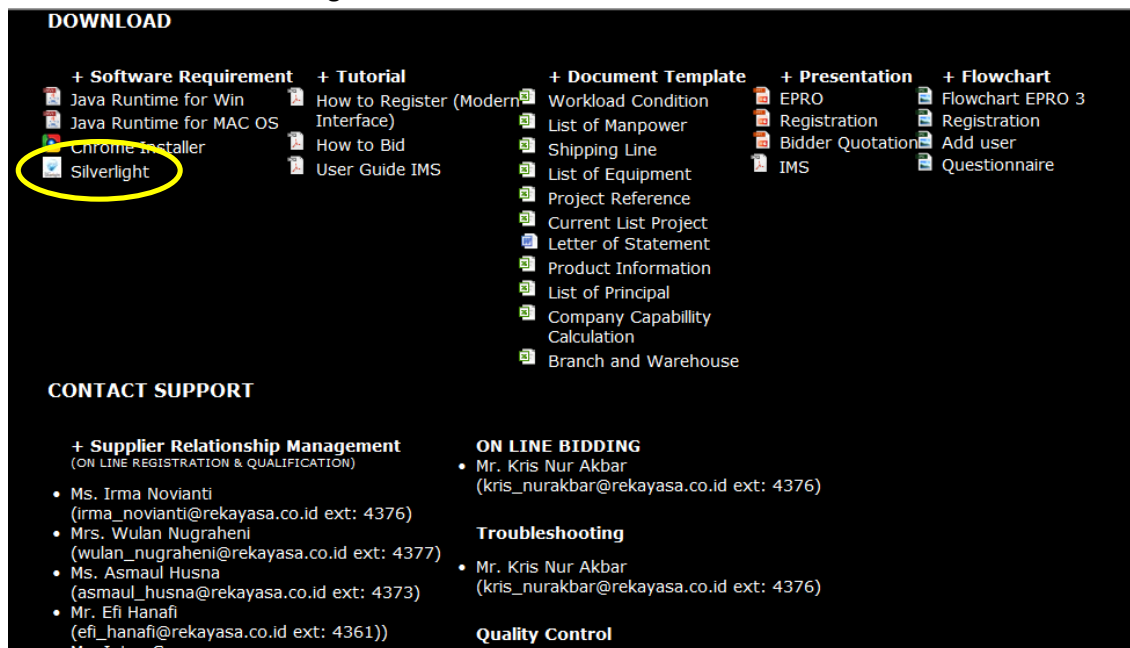 DOWNLOAD
+ Software Requirement
Java Runtime for Win
Java Runtime for MAC OS
Chrome Installer
Silverlight
+ Tutorial
How to Register (Modern
Interface)
How to Bid
User Guide IMS
+ Document Template
Workload Condition
List of Manpower
Shipping Line
List of Equipment
Project Reference
Current List Project
Letter of Statement
Product Information
List of Principal
Company Capabillity
Calculation
Branch and Warehouse
+ Presentation
EPRO
Registration
Bidder Quotation
IMS
+ Flowchart
Flowchart EPRO 3
Registration
Add user
Questionnaire
CONTACT SUPPORT
+ Supplier Relationship Management
(ON LINE REGISTRATION & QUALIFICATION)
• Ms. Irma Novianti
(irma_novianti@rekayasa.co.id ext: 4376)
• Mrs. Wulan Nugraheni
(wulan_nugraheni@rekayasa.co.id ext: 4377)
• Ms. Asmaul Husna
(asmaul_husna@rekayasa.co.id ext: 4373)
• Mr. Efi Hanafi
(efi_hanafi@rekayasa.co.id ext: 4361))
ON LINE BIDDING
• Mr. Kris Nur Akbar
(kris_nurakbar@rekayasa.co.id ext: 4376)
Troubleshooting
• Mr. Kris Nur Akbar
(kris_nurakbar@rekayasa.co.id ext: 4376)
Quality Control